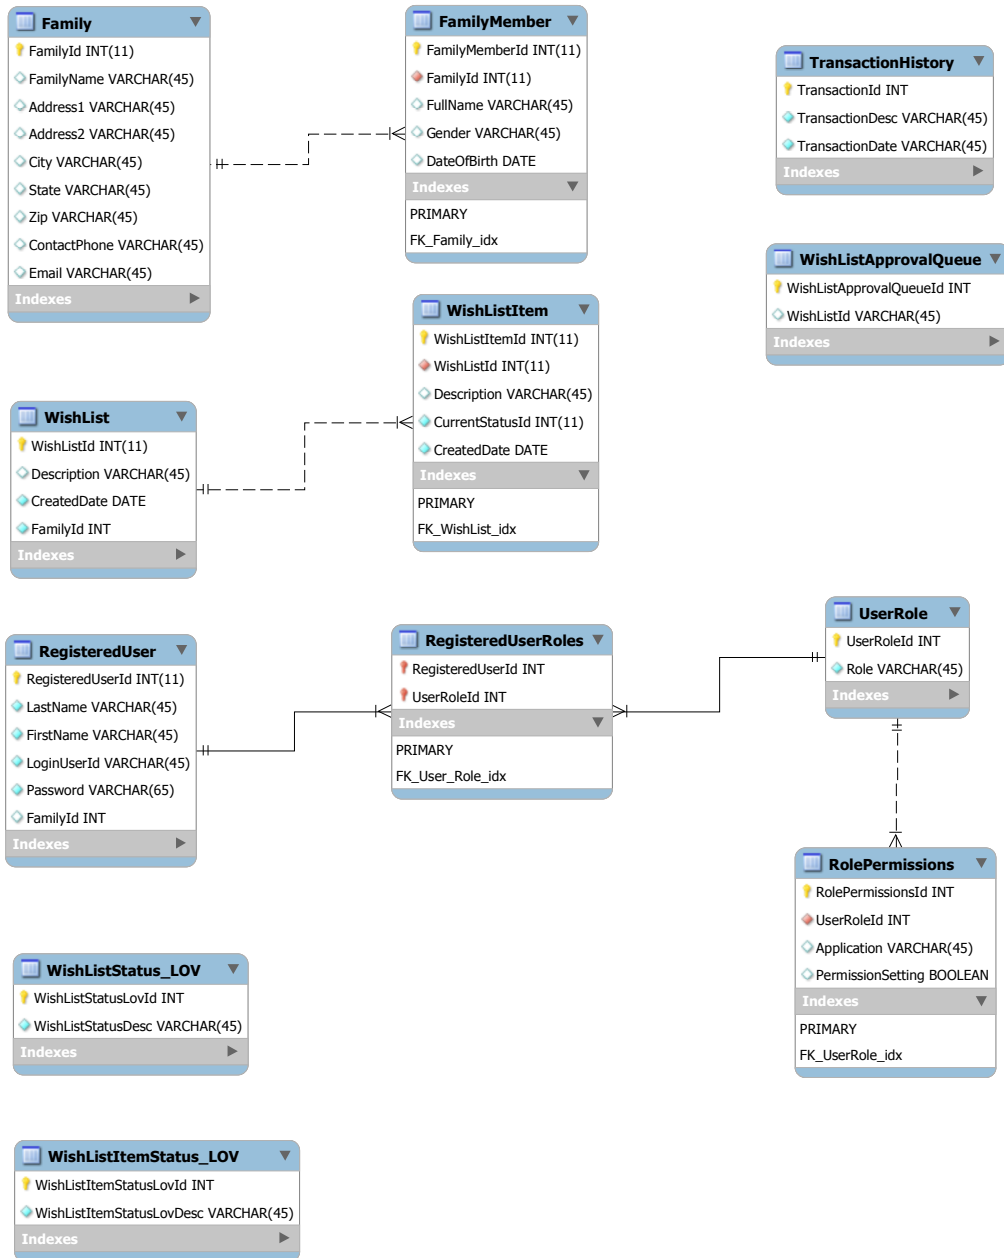 Family
FamilyId INT(11)
FamilyName VARCHAR(45)
Address1 VARCHAR(45)
Address2 VARCHAR(45)
City VARCHAR(45)
State VARCHAR(45)
Zip VARCHAR(45)
ContactPhone VARCHAR(45)
Email VARCHAR(45)
Indexes
FamilyMember
FamilyMemberId INT(11)
FamilyId INT(11)
FullName VARCHAR(45)
Gender VARCHAR(45)
DateOfBirth DATE
Indexes
PRIMARY
FK_Family_idx
TransactionHistory
TransactionId INT
TransactionDesc VARCHAR(45)
TransactionDate VARCHAR(45)
Indexes
WishListApprovalQueue
WishListApprovalQueueId INT
WishListId VARCHAR(45)
Indexes
WishListItem
WishListItemId INT(11)
WishListId INT(11)
Description VARCHAR(45)
CurrentStatusId INT(11)
CreatedDate DATE
Indexes
PRIMARY
FK_WishList_idx
WishList
WishListId INT(11)
Description VARCHAR(45)
CreatedDate DATE
FamilyId INT
Indexes
RegisteredUser
RegisteredUserId INT(11)
LastName VARCHAR(45)
FirstName VARCHAR(45)
LoginUserId VARCHAR(45)
Password VARCHAR(65)
FamilyId INT
Indexes
RegisteredUserRoles
RegisteredUserId INT
UserRoleId INT
Indexes
PRIMARY
FK_User_Role_idx
UserRole
UserRoleId INT
Role VARCHAR(45)
Indexes
RolePermissions
RolePermissionsId INT
UserRoleId INT
Application VARCHAR(45)
PermissionSetting BOOLEAN
Indexes
PRIMARY
FK_UserRole_idx
WishListStatus_LOV
WishListStatusLovId INT
WishListStatusDesc VARCHAR(45)
Indexes
WishListItemStatus_LOV
WishListItemStatusLovId INT
WishListItemStatusLovDesc VARCHAR(45)
Indexes